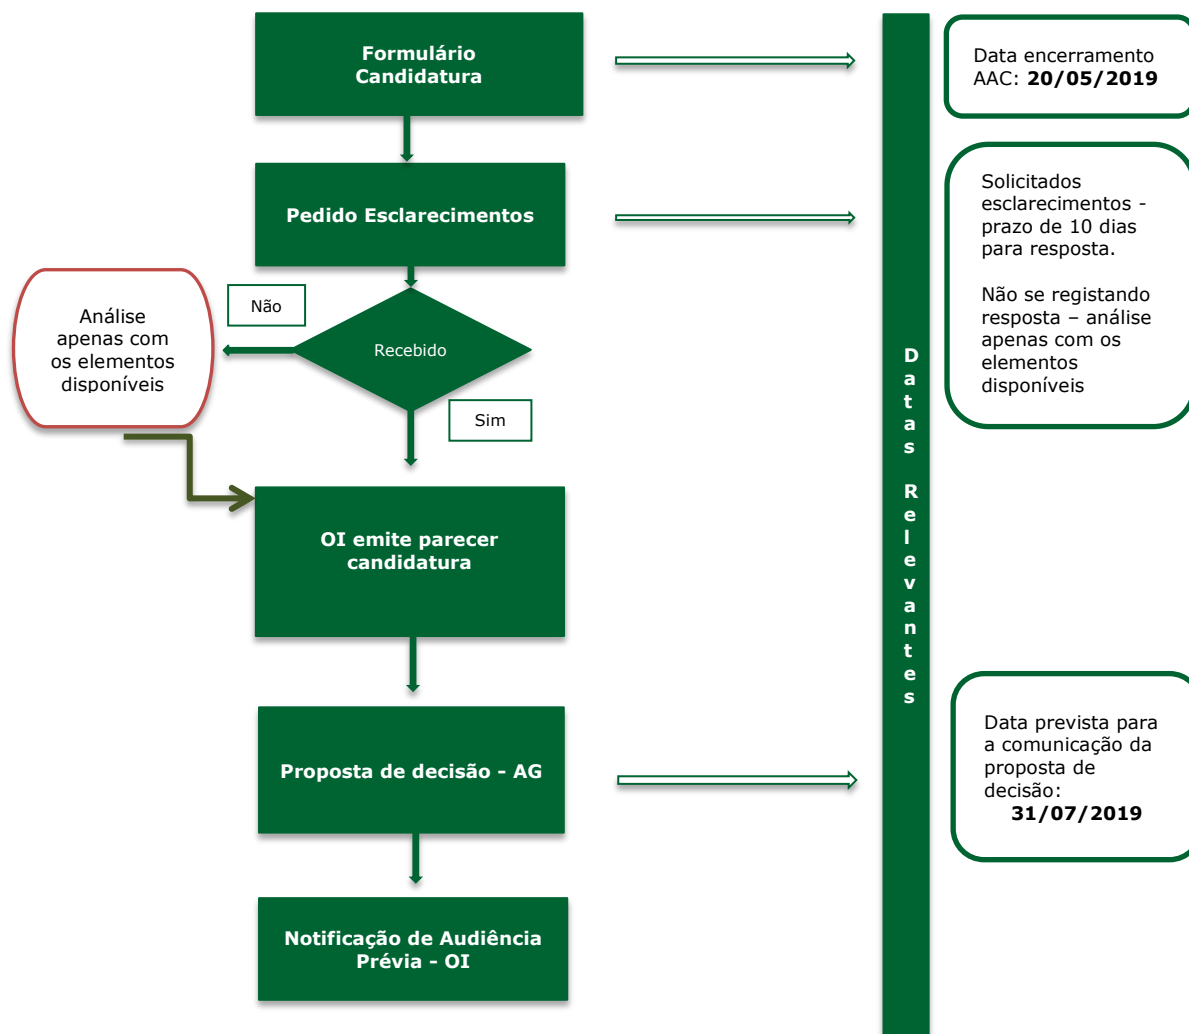 Formulário
Candidatura
Data encerramento
AAC: 20/05/2019
Pedido Esclarecimentos
Solicitados
esclarecimentos -
prazo de 10 dias
para resposta.
Não se registando
resposta – análise
apenas com os
elementos
disponíveis
Não
Análise
apenas com
os elementos
disponíveis
Recebido
Sim
Datas Relevantes
OI emite parecer
candidatura
Proposta de decisão - AG
Data prevista para
a comunicação da
proposta de
decisão:
31/07/2019
Notificação de Audiência
Prévia - OI